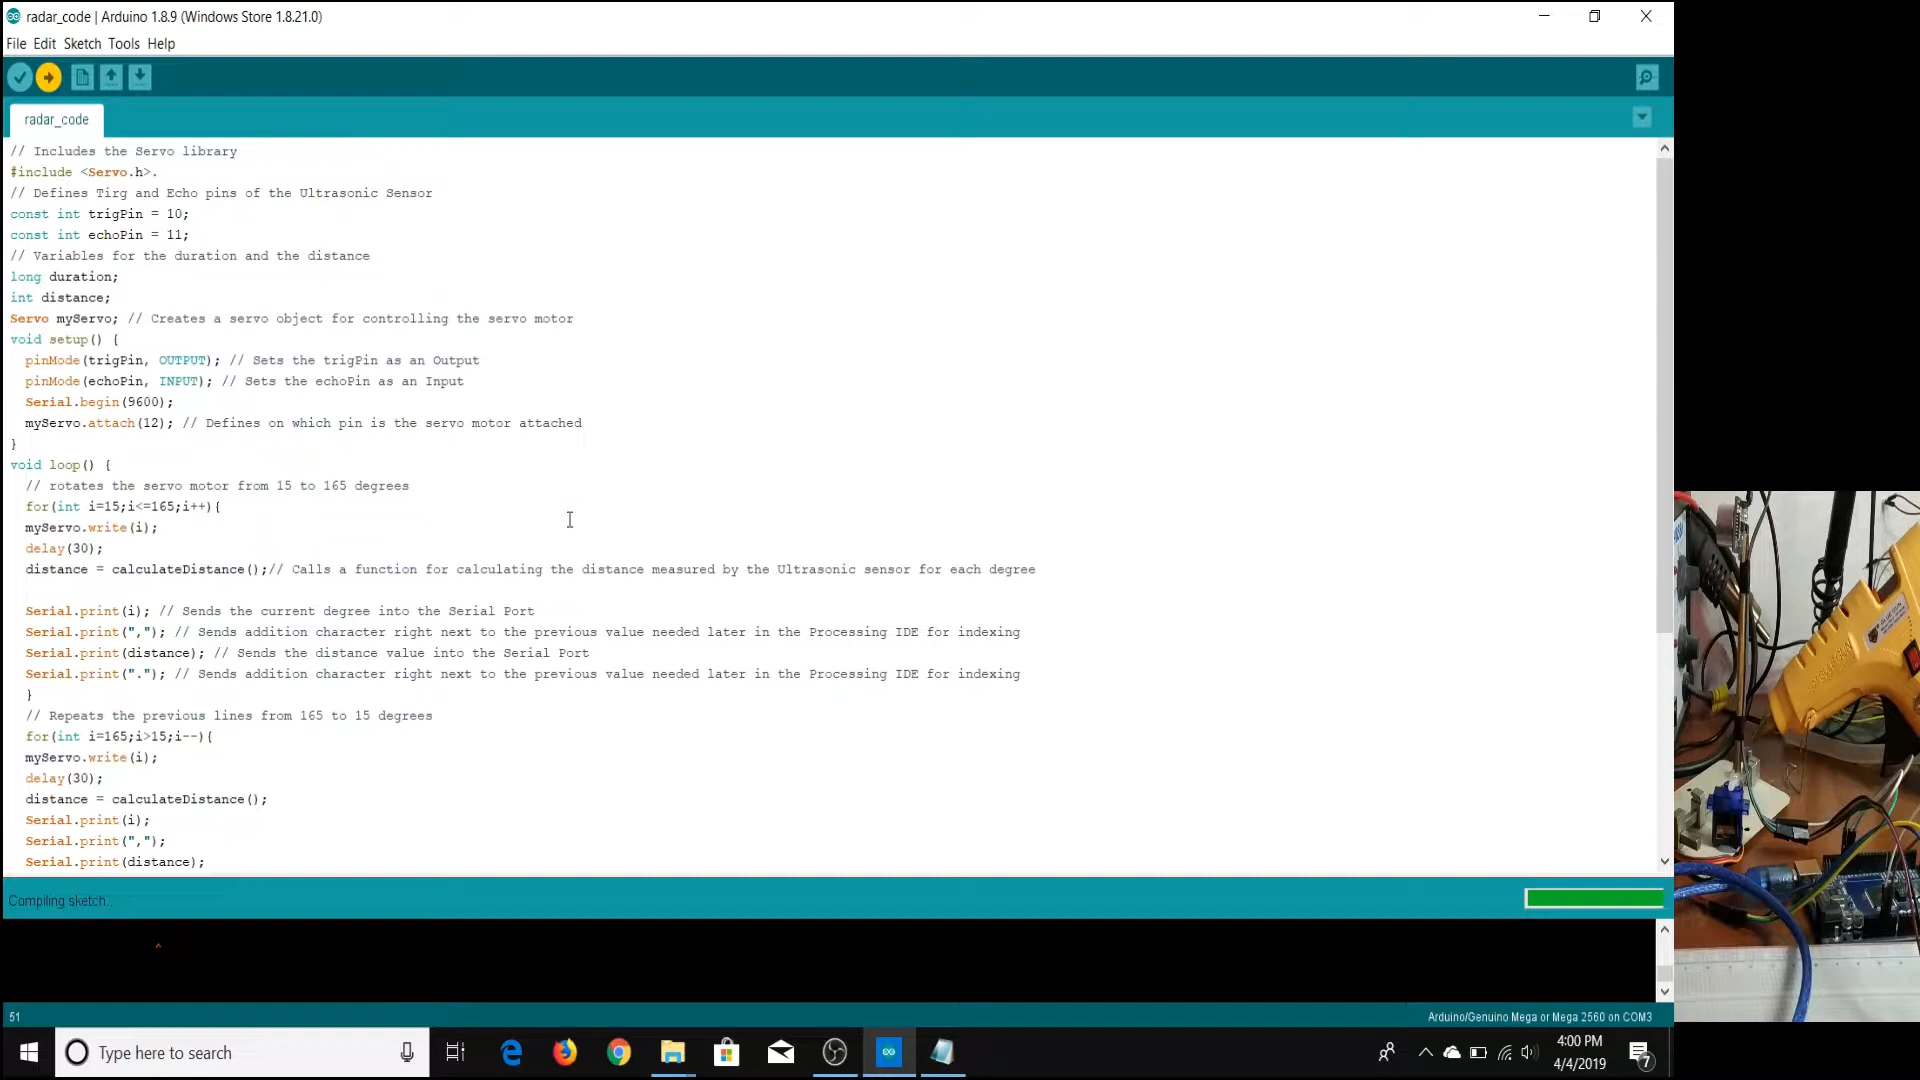 radar_code | Arduino 1.8.9 (Windows Store 1.8.21.0)
File Edit Sketch Tools Help
radar_code
// Includes the Servo library
#include <Servo.h>.
// Defines Tirg and Echo pins of the Ultrasonic Sensor
const int trigPin = 10;
const int echoPin = 11;
// Variables for the duration and the distance
long duration;
int distance;
Servo myServo; // Creates a servo object for controlling the servo motor
void setup() {
pinMode(trigPin, OUTPUT); // Sets the trigPin as an Output
pinMode(echoPin, INPUT); // Sets the echoPin as an Input
Serial.begin(9600);
myServo.attach(12); // Defines on which pin is the servo motor attached
}
void loop() {
// rotates the servo motor from 15 to 165 degrees
for(int i=15;i<=165;i++){
myServo.write(i);
delay(30);
distance = calculateDistance();// Calls a function for calculating the distance measured by the Ultrasonic sensor for each degree
Serial.print(i); // Sends the current degree into the Serial Port
Serial.print(","); // Sends addition character right next to the previous value needed later in the Processing IDE for indexing
Serial.print(distance); // Sends the distance value into the Serial Port
Serial.print("."); // Sends addition character right next to the previous value needed later in the Processing IDE for indexing
}
// Repeats the previous lines from 165 to 15 degrees
for(int i=165;i>15;i--){
myServo.write(i);
delay(30);
distance = calculateDistance();
Serial.print(i);
Serial.print(",");
Serial.print(distance);
Compiling sketch...
^
51
Arduino/Genuino Mega or Mega 2560 on COM3
Type here to search
4:00 PM
4/4/2019
7